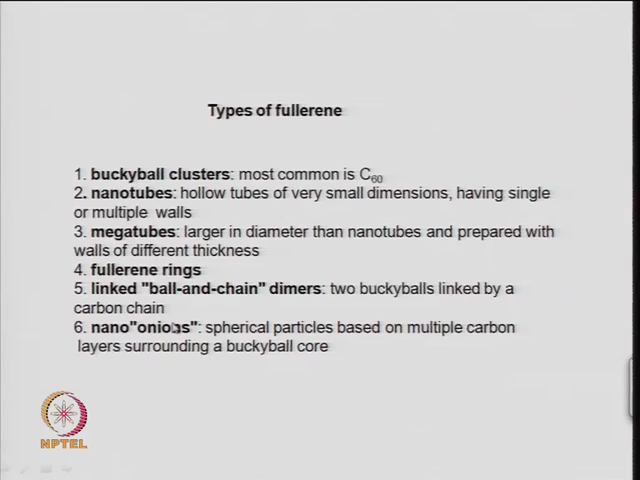 Types of fullerene
1. buckyball clusters: most common is C60
2. nanotubes: hollow tubes of very small dimensions, having single
or multiple walls
3. megatubes: larger in diameter than nanotubes and prepared with
walls of different thickness
4. fullerene rings
5. linked "ball-and-chain" dimers: two buckyballs linked by a
carbon chain
6. nano"onions": spherical particles based on multiple carbon
layers surrounding a buckyball core
NPTEL